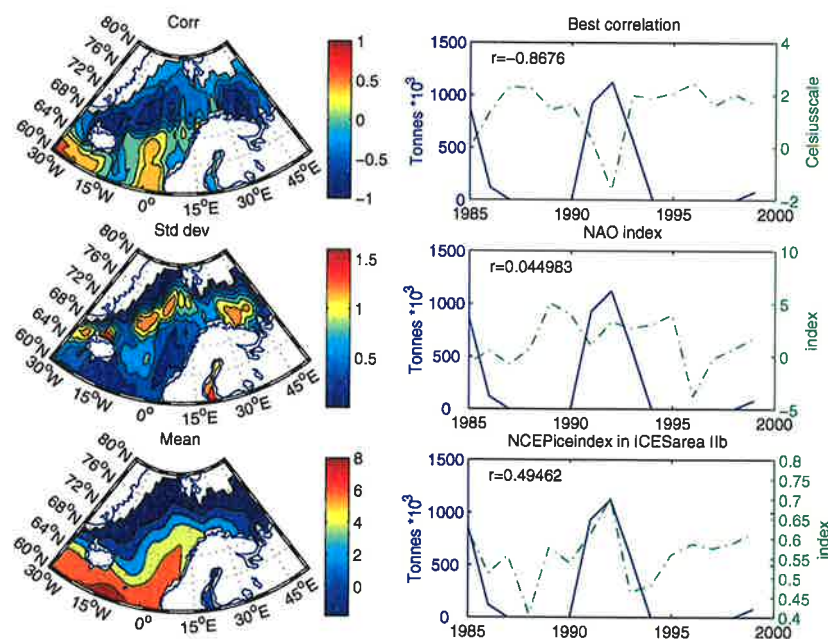 Corr
80°N
76°N
72°N
68°N
64°N
60°N
30°W
15°W
0°
15°E
30°E
45°E
1
0.5
0
−0.5
−1
Best correlation
r=−0.8676
Tonnes *10³
1500
1000
500
0
4
2
0
−2
Celsiusscale
1985
1990
1995
2000
Std dev
80°N
76°N
72°N
68°N
64°N
60°N
30°W
15°W
0°
15°E
30°E
45°E
1.5
1
0.5
NAO index
r=0.044983
Tonnes *10³
1500
1000
500
0
10
5
0
−5
index
1985
1990
1995
2000
Mean
80°N
76°N
72°N
68°N
64°N
60°N
30°W
15°W
0°
15°E
30°E
45°E
8
6
4
2
0
NCEPiceindex in ICESarea IIb
r=0.49462
Tonnes *10³
1500
1000
500
0
0.8
0.75
0.7
0.65
0.6
0.55
0.5
0.45
0.4
index
1985
1990
1995
2000